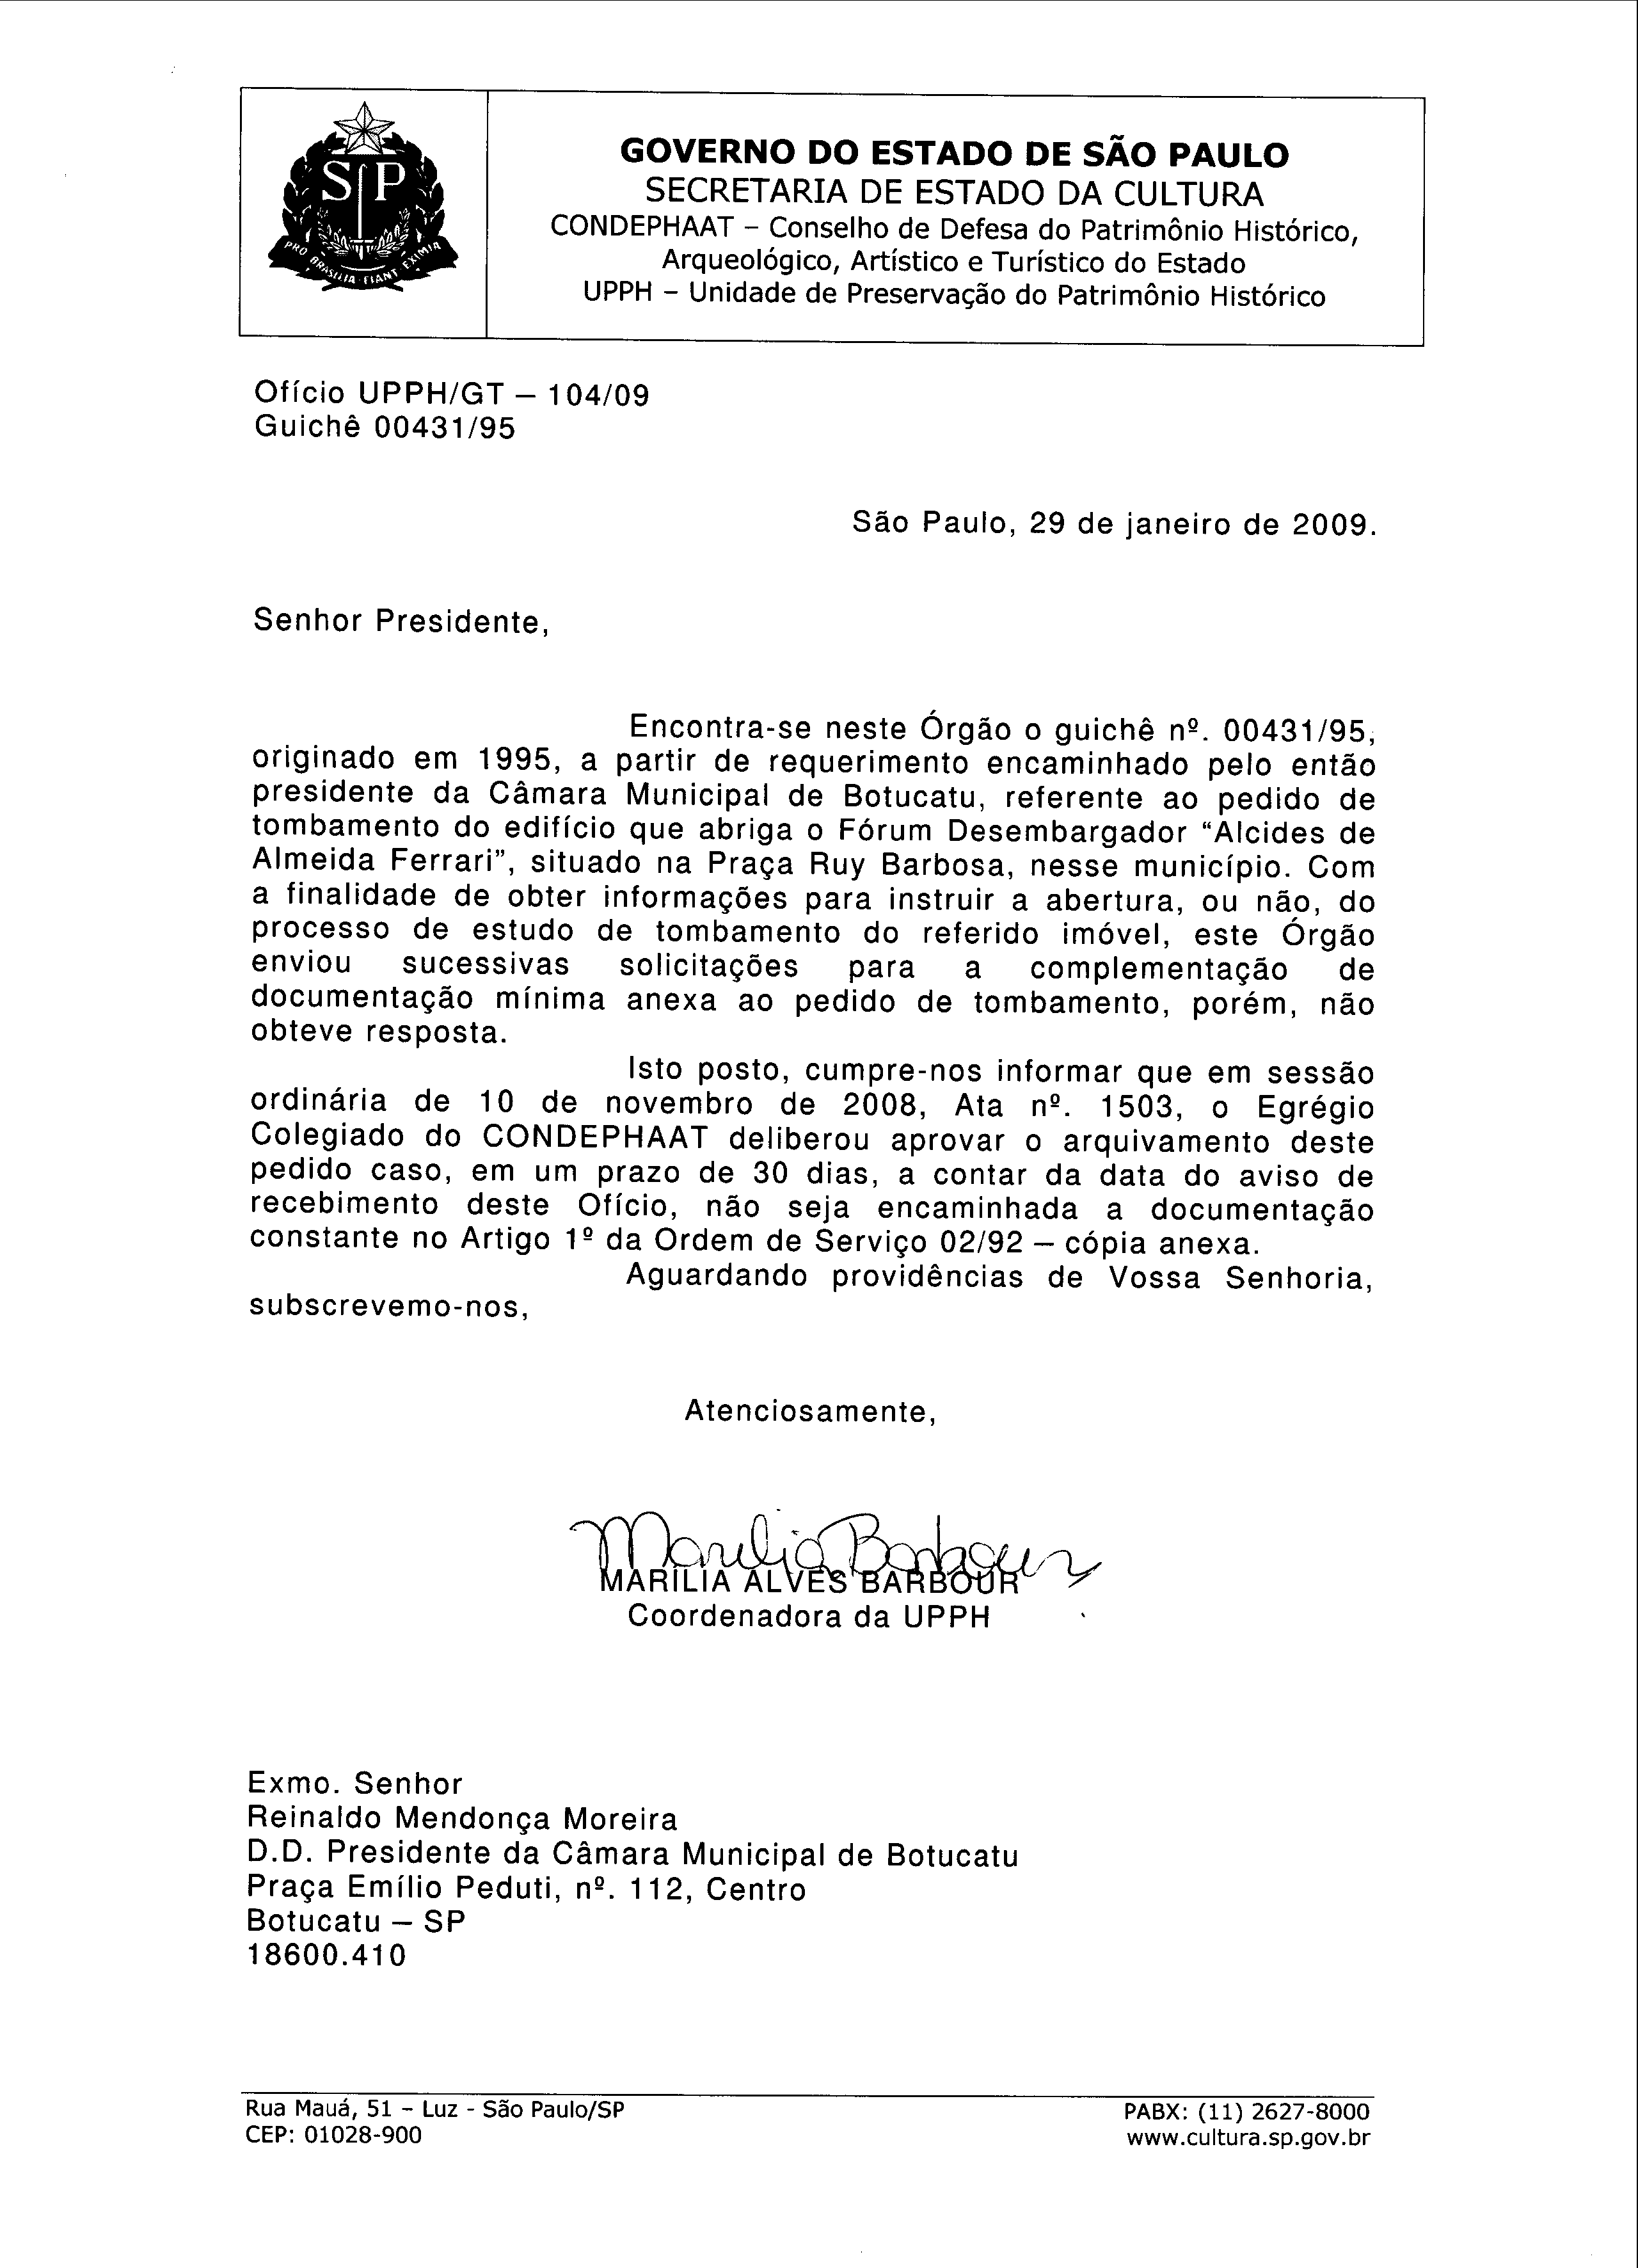 SP
PRO BRASILIA FIANT EXIMIA
GOVERNO DO ESTADO DE SÃO PAULO
SECRETARIA DE ESTADO DA CULTURA
CONDEPHAAT – Conselho de Defesa do Patrimônio Histórico,
Arqueológico, Artístico e Turístico do Estado
UPPH – Unidade de Preservação do Patrimônio Histórico
Ofício UPPH/GT – 104/09
Guichê 00431/95
São Paulo, 29 de janeiro de 2009.
Senhor Presidente,
Encontra-se neste Órgão o guichê nº. 00431/95,
originado em 1995, a partir de requerimento encaminhado pelo então
presidente da Câmara Municipal de Botucatu, referente ao pedido de
tombamento do edifício que abriga o Fórum Desembargador “Alcides de
Almeida Ferrari”, situado na Praça Ruy Barbosa, nesse município. Com
a finalidade de obter informações para instruir a abertura, ou não, do
processo de estudo de tombamento do referido imóvel, este Órgão
enviou sucessivas solicitações para a complementação de
documentação mínima anexa ao pedido de tombamento, porém, não
obteve resposta.
Isto posto, cumpre-nos informar que em sessão
ordinária de 10 de novembro de 2008, Ata nº. 1503, o Egrégio
Colegiado do CONDEPHAAT deliberou aprovar o arquivamento deste
pedido caso, em um prazo de 30 dias, a contar da data do aviso de
recebimento deste Ofício, não seja encaminhada a documentação
constante no Artigo 1º da Ordem de Serviço 02/92 – cópia anexa.
Aguardando providências de Vossa Senhoria,
subscrevemo-nos,
Atenciosamente,
Marilia Barbour
MARÍLIA ALVES BARBOUR
Coordenadora da UPPH
Exmo. Senhor
Reinaldo Mendonça Moreira
D.D. Presidente da Câmara Municipal de Botucatu
Praça Emílio Peduti, nº. 112, Centro
Botucatu – SP
18600.410
Rua Mauá, 51 – Luz - São Paulo/SP
CEP: 01028-900
PABX: (11) 2627-8000
www.cultura.sp.gov.br